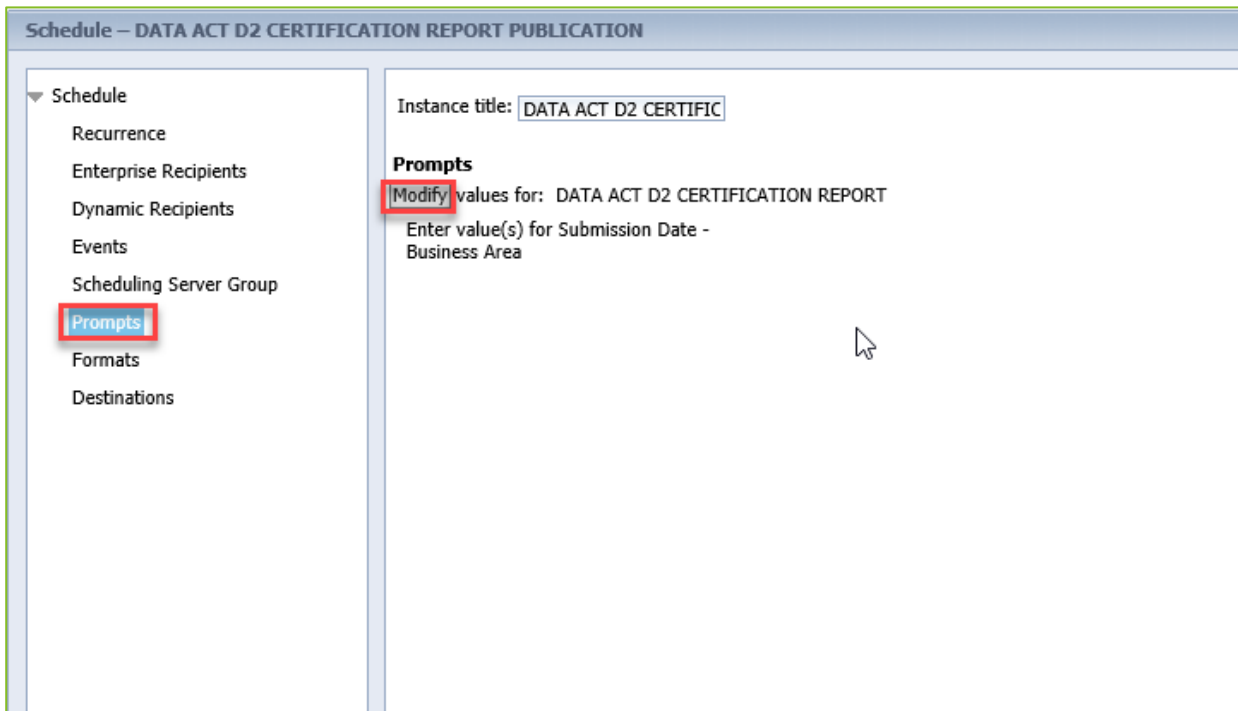 Schedule – DATA ACT D2 CERTIFICATION REPORT PUBLICATION
Schedule
Recurrence
Enterprise Recipients
Dynamic Recipients
Events
Scheduling Server Group
Prompts
Formats
Destinations
Instance title: DATA ACT D2 CERTIFIC
Prompts
Modify values for: DATA ACT D2 CERTIFICATION REPORT
Enter value(s) for Submission Date -
Business Area